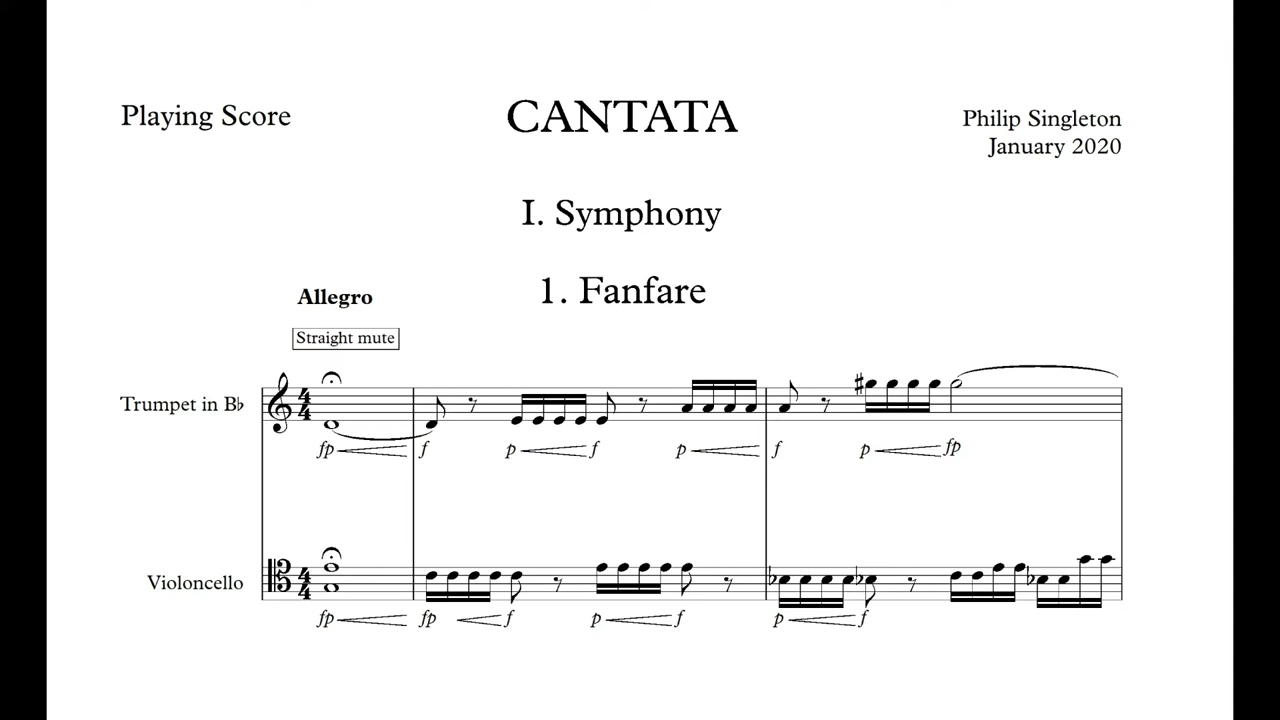 Playing Score
CANTATA
Philip Singleton
January 2020
I. Symphony
1. Fanfare
Allegro
Straight mute
Trumpet in B♭
fp f p f p f p fp
Violoncello
fp fp f p f p f